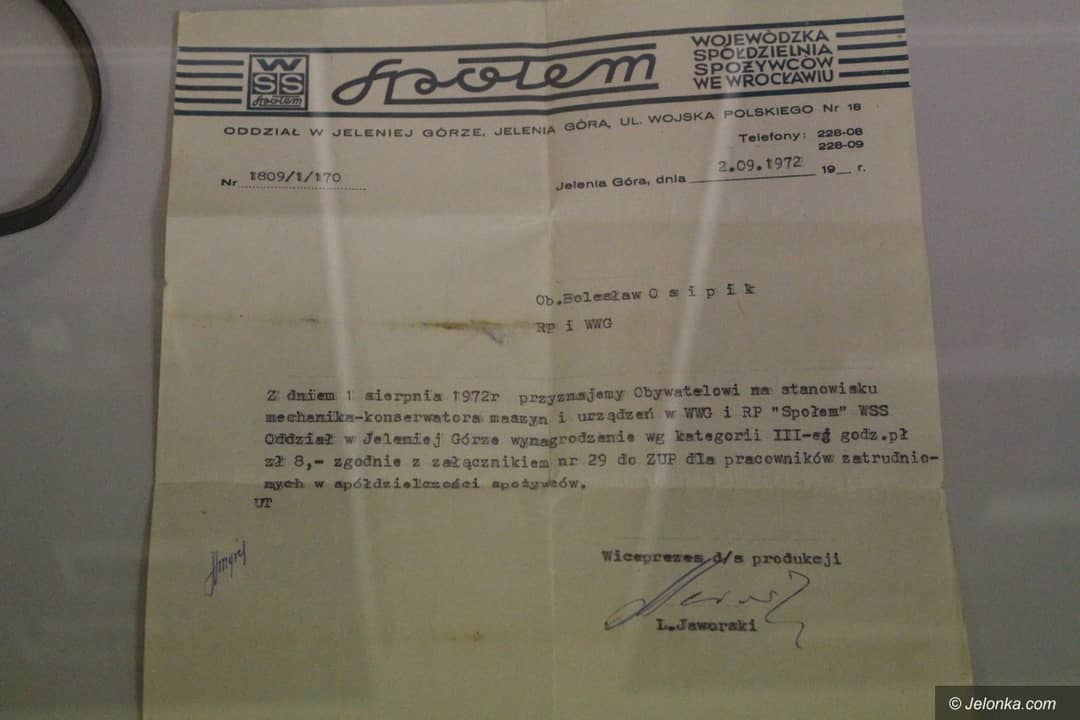 WSS
Społem
Społem
WOJEWÓDZKA
SPÓŁDZIELNIA
SPOŻYWCÓW
WE WROCŁAWIU
ODDZIAŁ W JELENIEJ GÓRZE, JELENIA GÓRA, UL. WOJSKA POLSKIEGO Nr 18
Telefony: 228-08
228-09
Nr 1809/1/170
Jelenia Góra, dnia 2.09.1972 19__ r.
Ob.Bolesław O s i p i k
RP i WWG
Z dniem 1 sierpnia 1972r przyznajemy Obywatelowi na stanowisku
mechanika-konserwatora maszyn i urządzeń w WWG i RP "Społem" WSS
Oddział w Jeleniej Górze wynagrodzenie wg kategorii III-ej godz.pł
zł 8,- zgodnie z załącznikiem nr 29 do ZUP dla pracowników zatrudnio-
nych w spółdzielczości spożywców.
UT
Wiceprezes d/s produkcji
L.Jaworski
© Jelonka.com